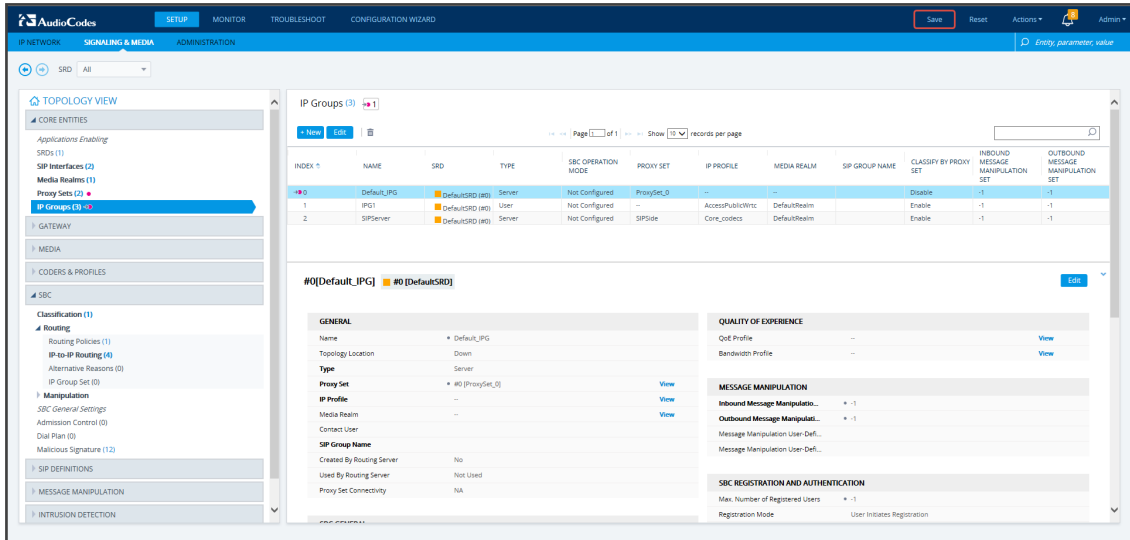 AudioCodes SETUP MONITOR TROUBLESHOOT CONFIGURATION WIZARD Save Reset Actions 8 Admin
IP NETWORK SIGNALING & MEDIA ADMINISTRATION Entity, parameter, value
SRD All
TOPOLOGY VIEW
CORE ENTITIES
Applications Enabling
SRDs (1)
SIP Interfaces (2)
Media Realms (1)
Proxy Sets (2)
IP Groups (3)
GATEWAY
MEDIA
CODERS & PROFILES
SBC
Classification (1)
Routing
Routing Policies (1)
IP-to-IP Routing (4)
Alternative Reasons (0)
IP Group Set (0)
Manipulation
SBC General Settings
Admission Control (0)
Dial Plan (0)
Malicious Signature (12)
SIP DEFINITIONS
MESSAGE MANIPULATION
INTRUSION DETECTION
IP Groups (3) 1
+ New Edit Page 1 of 1 Show 10 records per page
INDEX NAME SRD TYPE SBC OPERATION MODE PROXY SET IP PROFILE MEDIA REALM SIP GROUP NAME CLASSIFY BY PROXY SET INBOUND MESSAGE MANIPULATION SET OUTBOUND MESSAGE MANIPULATION SET
0 Default_IPG DefaultSRD (#0) Server Not Configured ProxySet_0 -- -- Disable -1 -1
1 IPG1 DefaultSRD (#0) User Not Configured -- AccessPublicWrtc DefaultRealm Enable -1 -1
2 SIPServer DefaultSRD (#0) Server Not Configured SIPSide Core_codecs DefaultRealm Enable -1 -1
#0[Default_IPG] #0 [DefaultSRD] Edit
GENERAL
Name Default_IPG
Topology Location Down
Type Server
Proxy Set #0 [ProxySet_0] View
IP Profile -- View
Media Realm -- View
Contact User
SIP Group Name
Created By Routing Server No
Used By Routing Server Not Used
Proxy Set Connectivity NA
SBC GENERAL
QUALITY OF EXPERIENCE
QoE Profile -- View
Bandwidth Profile -- View
MESSAGE MANIPULATION
Inbound Message Manipulatio... -1
Outbound Message Manipulati... -1
Message Manipulation User-Defi...
Message Manipulation User-Defi...
SBC REGISTRATION AND AUTHENTICATION
Max. Number of Registered Users -1
Registration Mode User Initiates Registration